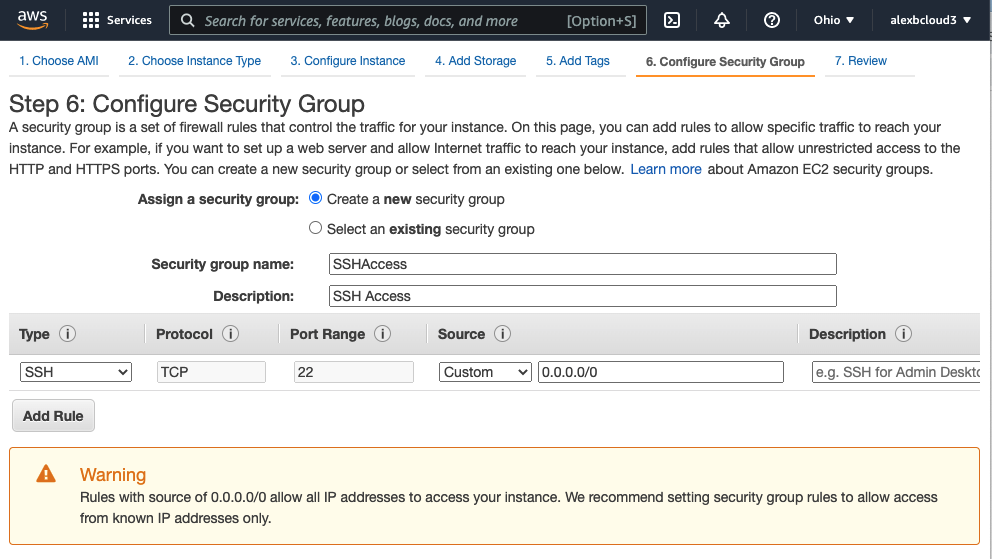 aws Services Search for services, features, blogs, docs, and more [Option+S] Ohio alexbcloud3
1. Choose AMI 2. Choose Instance Type 3. Configure Instance 4. Add Storage 5. Add Tags 6. Configure Security Group 7. Review
Step 6: Configure Security Group
A security group is a set of firewall rules that control the traffic for your instance. On this page, you can add rules to allow specific traffic to reach your
instance. For example, if you want to set up a web server and allow Internet traffic to reach your instance, add rules that allow unrestricted access to the
HTTP and HTTPS ports. You can create a new security group or select from an existing one below. Learn more about Amazon EC2 security groups.
Assign a security group: Create a new security group
Select an existing security group
Security group name: SSHAccess
Description: SSH Access
Type Protocol Port Range Source Description
SSH TCP 22 Custom 0.0.0.0/0 e.g. SSH for Admin Deskto
Add Rule
Warning
Rules with source of 0.0.0.0/0 allow all IP addresses to access your instance. We recommend setting security group rules to allow access
from known IP addresses only.